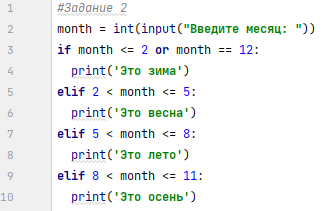 1 #Задание 2
2 month = int(input("Введите месяц: "))
3 if month <= 2 or month == 12:
4   print('Это зима')
5 elif 2 < month <= 5:
6   print('Это весна')
7 elif 5 < month <= 8:
8   print('Это лето')
9 elif 8 < month <= 11:
10   print('Это осень')